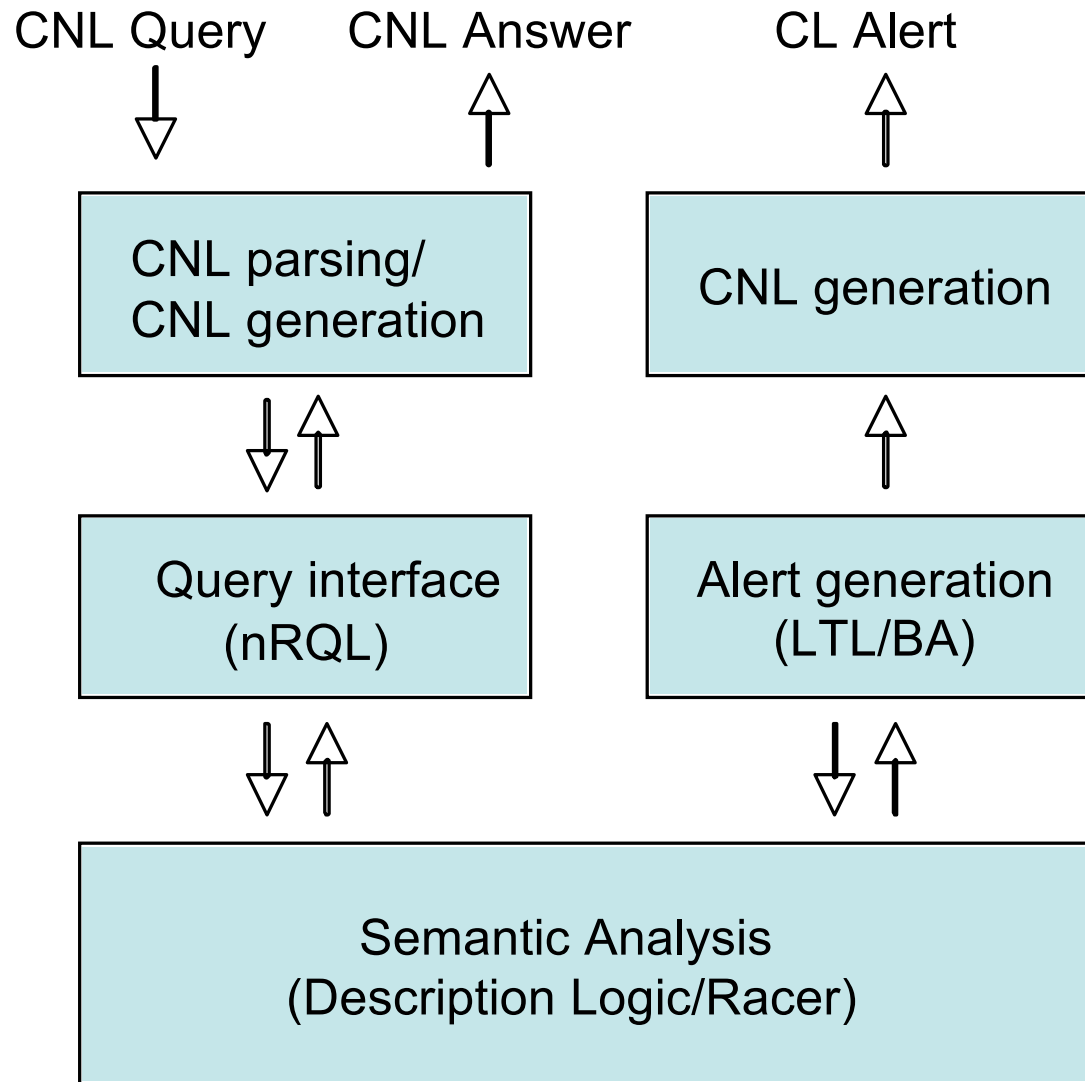 CNL Query
CNL Answer
CL Alert
CNL parsing/
CNL generation
CNL generation
Query interface
(nRQL)
Alert generation
(LTL/BA)
Semantic Analysis
(Description Logic/Racer)